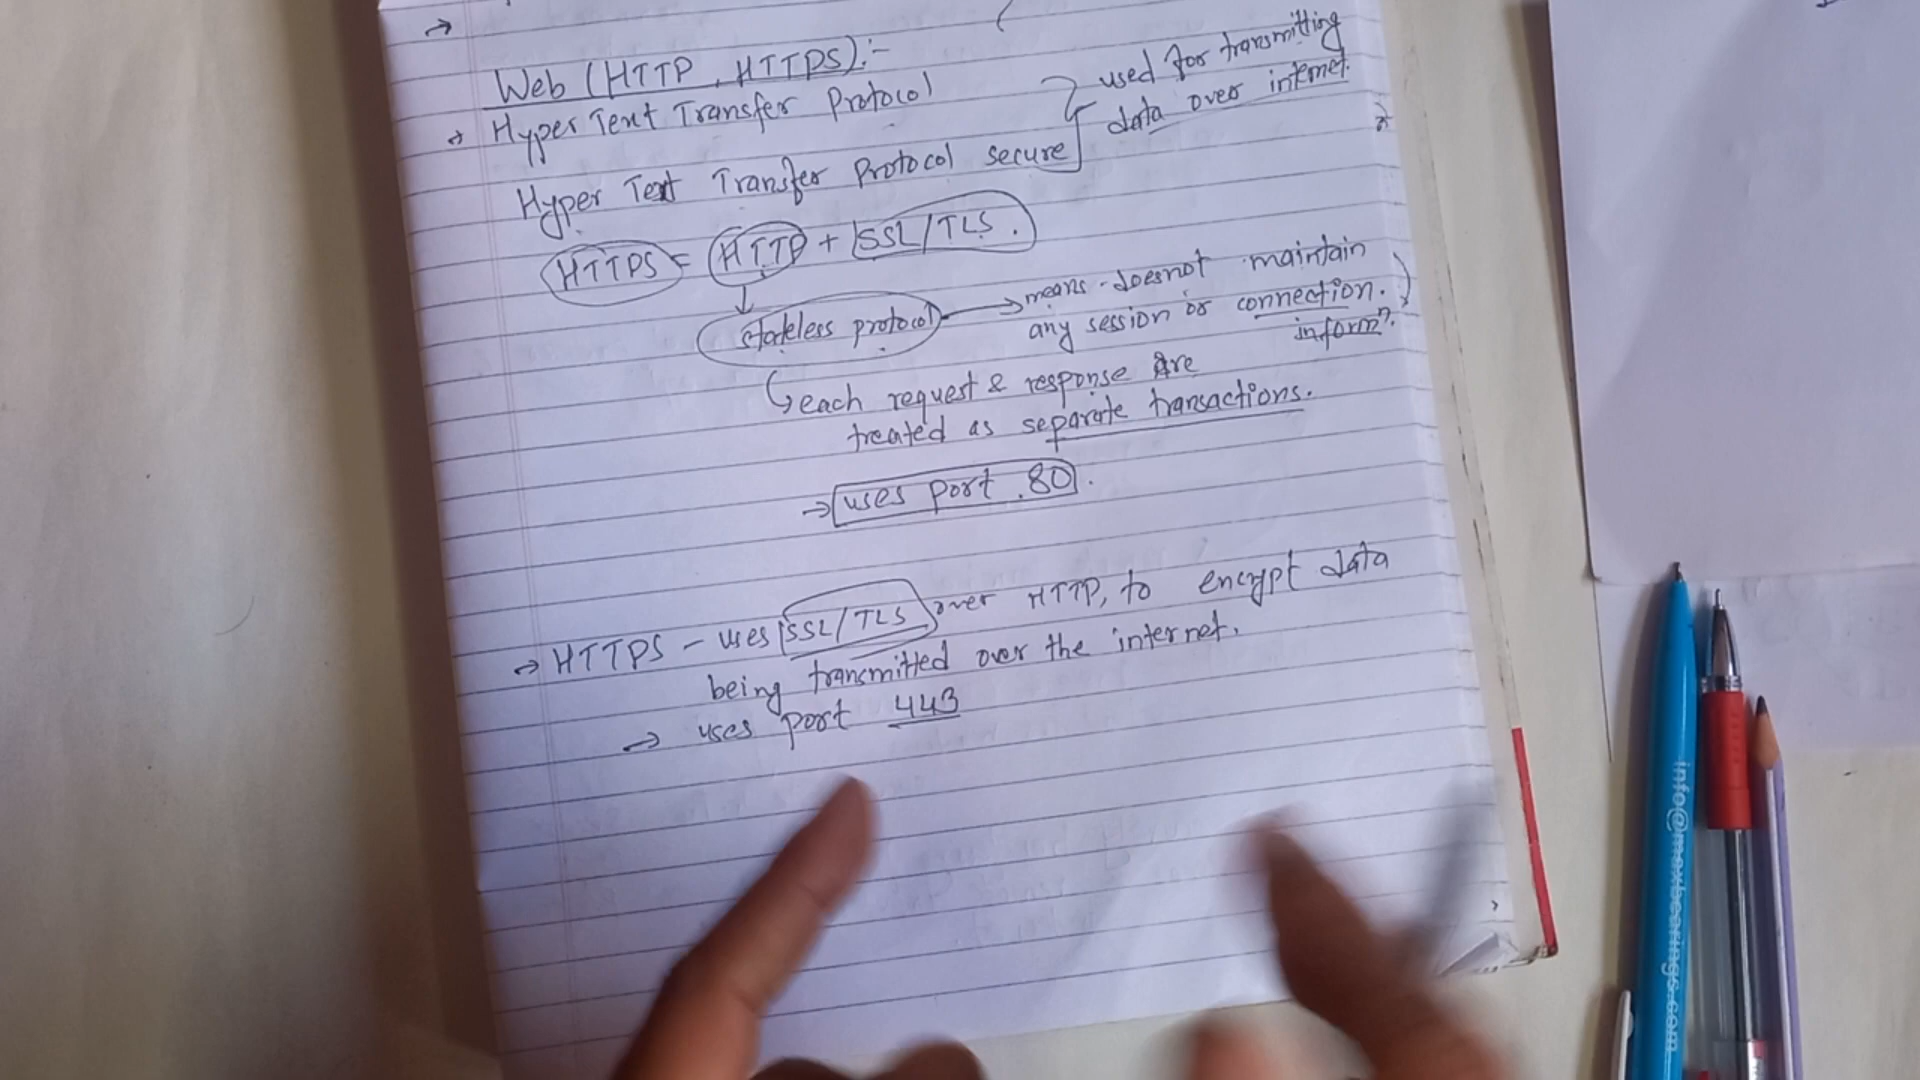 Web (HTTP, HTTPS):-
→ Hyper Text Transfer Protocol
Hyper Text Transfer Protocol secure
used for transmitting
data over internet.
HTTPS = HTTP + SSL/TLS.
stateless protocol → means - doesnot maintain
any session or connection.
inform^n.
each request & response Are
treated as separate transactions.
→ uses port .80.
→ HTTPS - uses SSL/TLS over HTTP, to encrypt data
being transmitted over the internet.
→ uses port 443
info@mexbearings.com